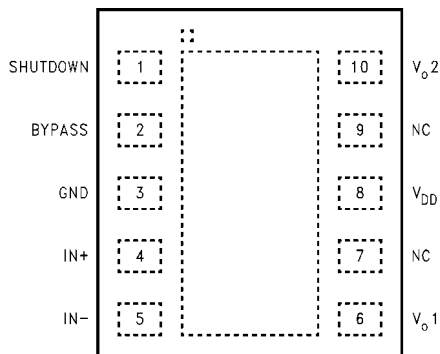 SHUTDOWN 1 10 Vo2
BYPASS 2 9 NC
GND 3 8 VDD
IN+ 4 7 NC
IN- 5 6 Vo1